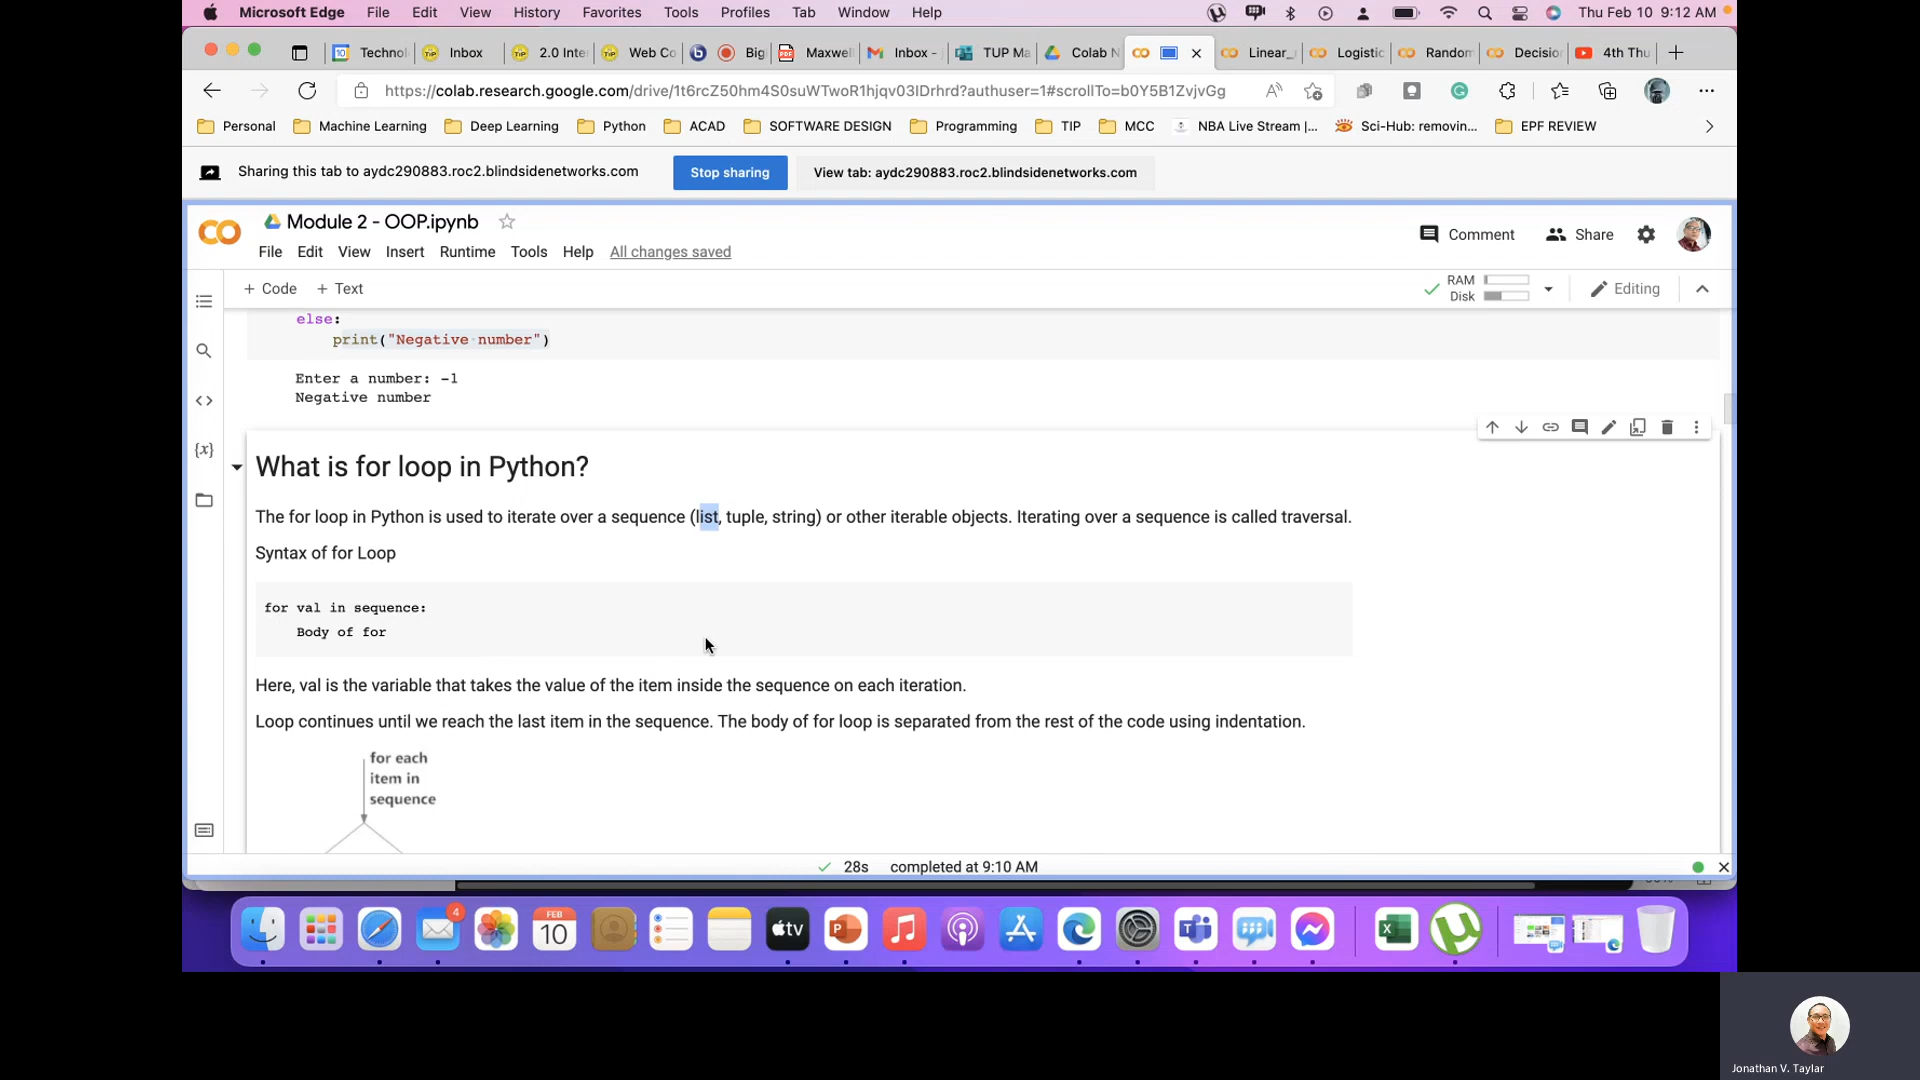 Microsoft Edge File Edit View History Favorites Tools Profiles Tab Window Help Thu Feb 10 9:12 AM
Technol Inbox 2.0 Inte Web Co Big Maxwel Inbox - TUP Ma Colab N Linear_ Logistic Random Decisio 4th Thu
https://colab.research.google.com/drive/1t6rcZ50hm4S0suWTwoR1hjqv03IDrhrd?authuser=1#scrollTo=b0Y5B1ZvjvGg
Personal Machine Learning Deep Learning Python ACAD SOFTWARE DESIGN Programming TIP MCC NBA Live Stream |... Sci-Hub: removin... EPF REVIEW
Sharing this tab to aydc290883.roc2.blindsidenetworks.com Stop sharing View tab: aydc290883.roc2.blindsidenetworks.com
Module 2 - OOP.ipynb
Comment Share
File Edit View Insert Runtime Tools Help All changes saved
+ Code + Text RAM Disk Editing
else:
print("Negative number")
Enter a number: -1
Negative number
What is for loop in Python?
The for loop in Python is used to iterate over a sequence (list, tuple, string) or other iterable objects. Iterating over a sequence is called traversal.
Syntax of for Loop
for val in sequence:
Body of for
Here, val is the variable that takes the value of the item inside the sequence on each iteration.
Loop continues until we reach the last item in the sequence. The body of for loop is separated from the rest of the code using indentation.
for each
item in
sequence
28s completed at 9:10 AM
4
FEB
10
tv
Jonathan V. Taylor